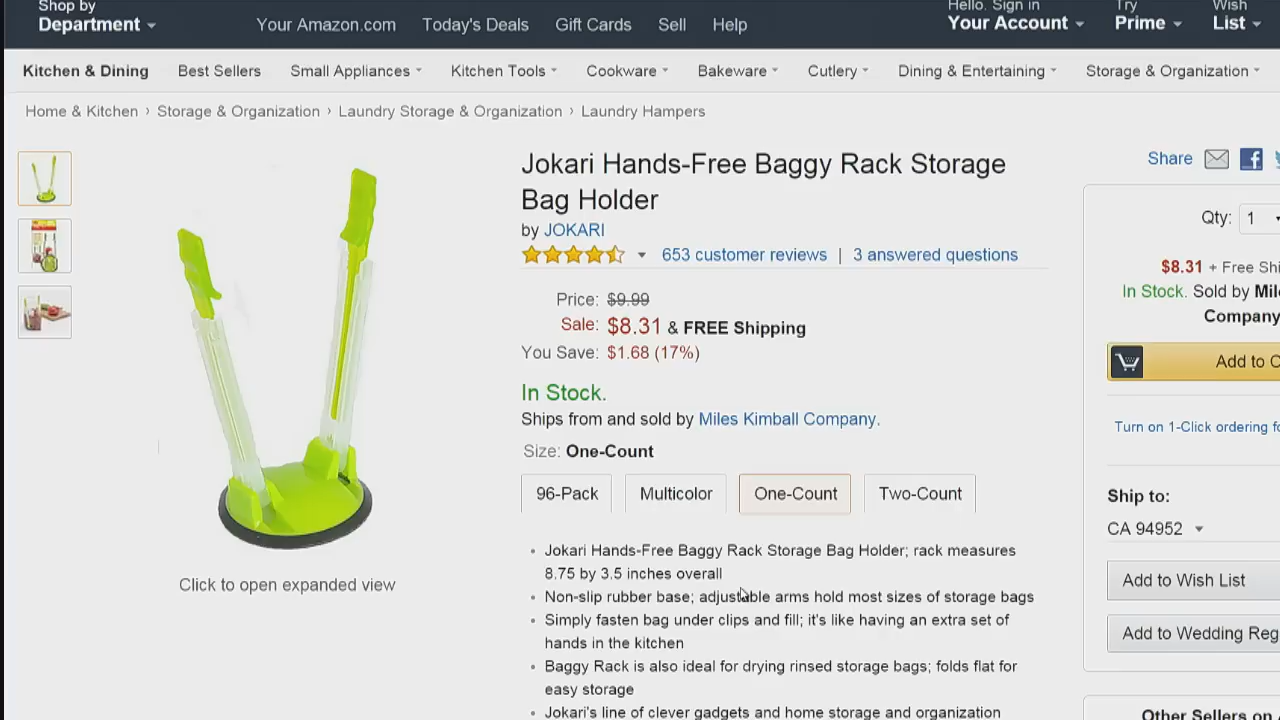 Shop by
Department
Your Amazon.com
Today's Deals
Gift Cards
Sell
Help
Hello. Sign in
Your Account
Try
Prime
Wish
List
Kitchen & Dining
Best Sellers
Small Appliances
Kitchen Tools
Cookware
Bakeware
Cutlery
Dining & Entertaining
Storage & Organization
Home & Kitchen › Storage & Organization › Laundry Storage & Organization › Laundry Hampers
Jokari Hands-Free Baggy Rack Storage
Bag Holder
by JOKARI
653 customer reviews | 3 answered questions
Price: $9.99
Sale: $8.31 & FREE Shipping
You Save: $1.68 (17%)
In Stock.
Ships from and sold by Miles Kimball Company.
Size: One-Count
96-Pack
Multicolor
One-Count
Two-Count
• Jokari Hands-Free Baggy Rack Storage Bag Holder; rack measures
8.75 by 3.5 inches overall
• Non-slip rubber base; adjustable arms hold most sizes of storage bags
• Simply fasten bag under clips and fill; it's like having an extra set of
hands in the kitchen
• Baggy Rack is also ideal for drying rinsed storage bags; folds flat for
easy storage
• Jokari's line of clever gadgets and home storage and organization
Click to open expanded view
Share
Qty: 1
$8.31 + Free Shi
In Stock. Sold by Mil
Company
Add to C
Turn on 1-Click ordering fo
Ship to:
CA 94952
Add to Wish List
Add to Wedding Reg
Other Sellers on